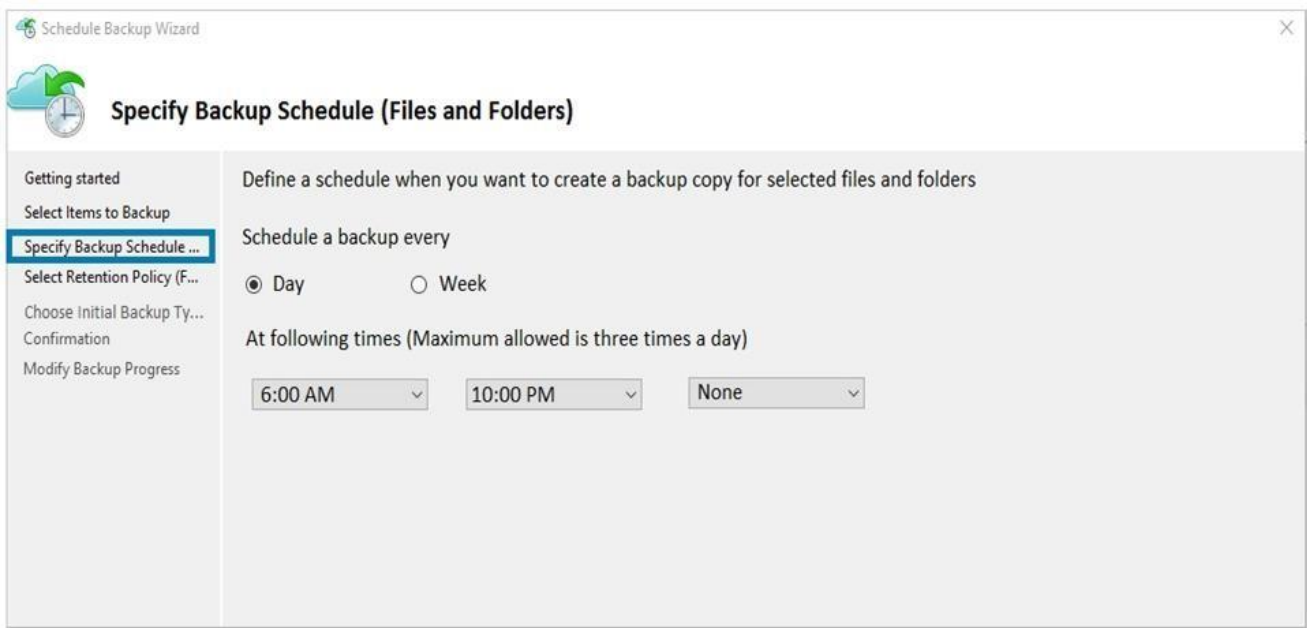 Schedule Backup Wizard
Specify Backup Schedule (Files and Folders)
Getting started
Select Items to Backup
Specify Backup Schedule ...
Select Retention Policy (F...
Choose Initial Backup Ty...
Confirmation
Modify Backup Progress
Define a schedule when you want to create a backup copy for selected files and folders
Schedule a backup every
Day Week
At following times (Maximum allowed is three times a day)
6:00 AM 10:00 PM None